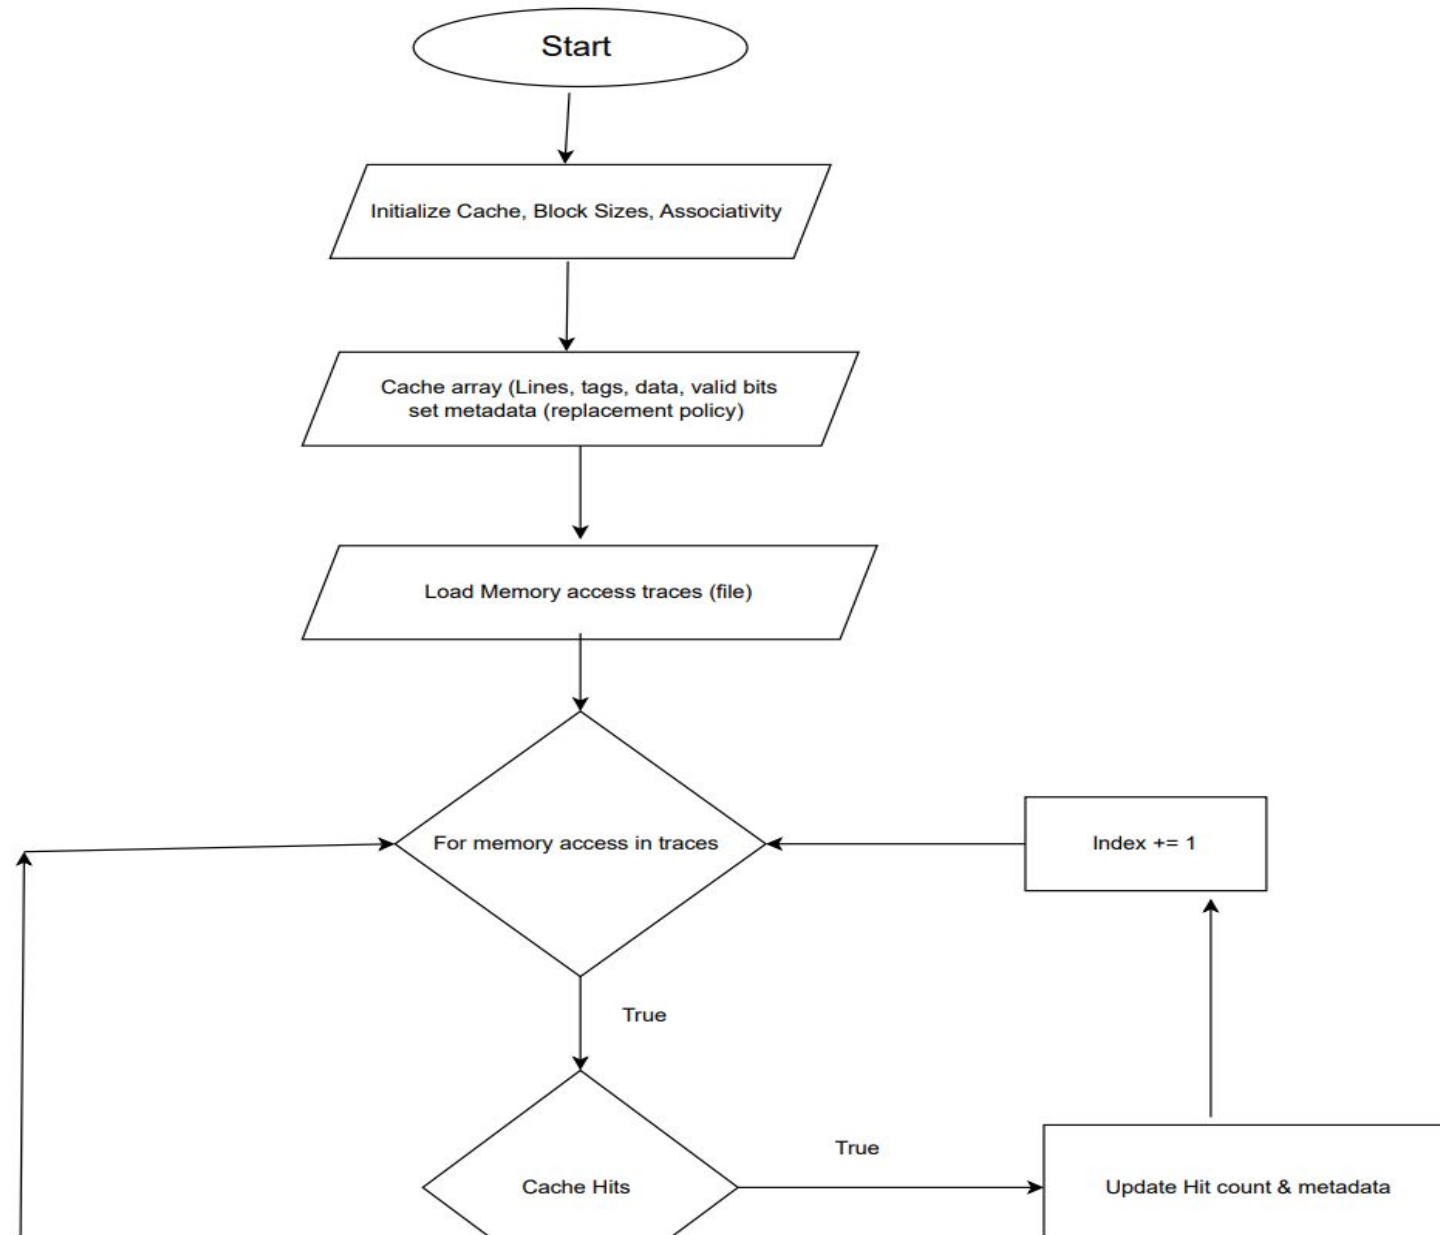 Start
Initialize Cache, Block Sizes, Associativity
Cache array (Lines, tags, data, valid bits
set metadata (replacement policy)
Load Memory access traces (file)
For memory access in traces
Index += 1
True
True
Cache Hits
Update Hit count & metadata